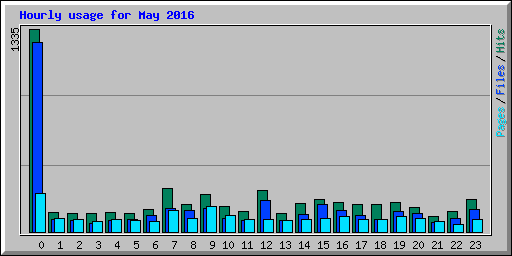 Hourly usage for May 2016
1335
Pages/Files/Hits
0 1 2 3 4 5 6 7 8 9 10 11 12 13 14 15 16 17 18 19 20 21 22 23